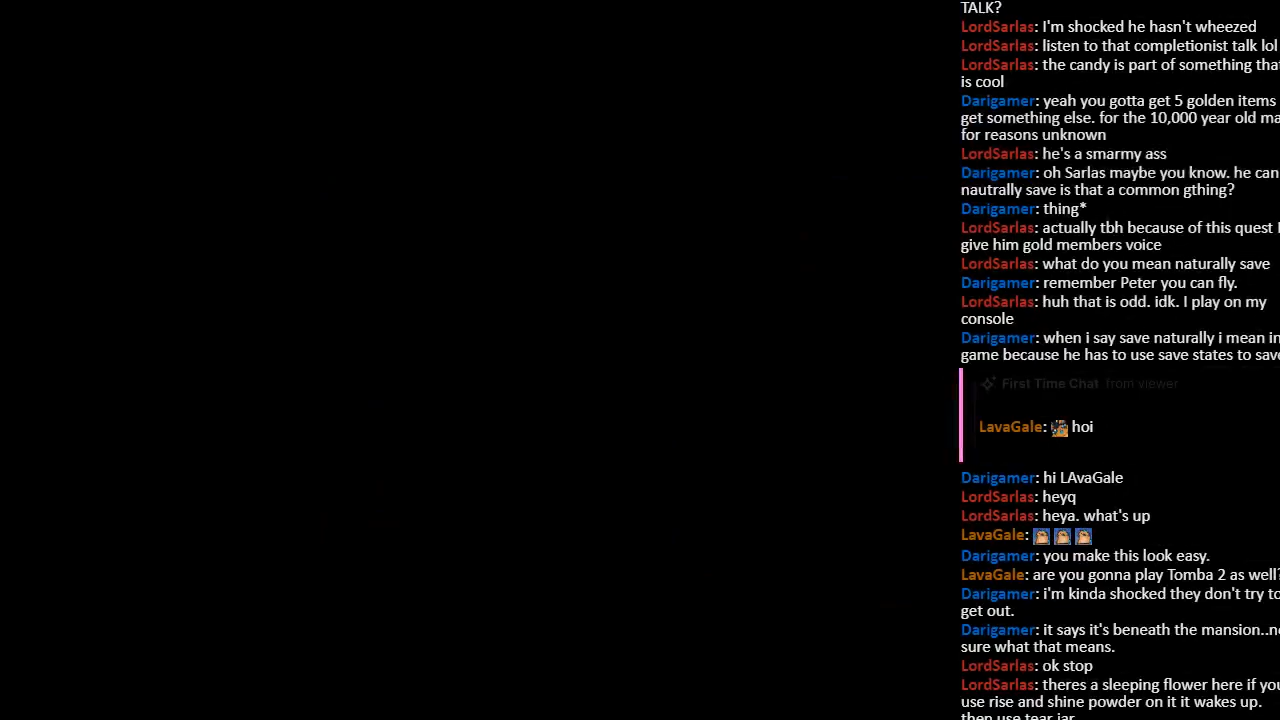 TALK?
LordSarlas: I'm shocked he hasn't wheezed
LordSarlas: listen to that completionist talk lol
LordSarlas: the candy is part of something that
is cool
Darigamer: yeah you gotta get 5 golden items
get something else. for the 10,000 year old ma
for reasons unknown
LordSarlas: he's a smarmy ass
Darigamer: oh Sarlas maybe you know. he can
nautrally save is that a common gthing?
Darigamer: thing*
LordSarlas: actually tbh because of this quest I
give him gold members voice
LordSarlas: what do you mean naturally save
Darigamer: remember Peter you can fly.
LordSarlas: huh that is odd. idk. I play on my
console
Darigamer: when i say save naturally i mean in
game because he has to use save states to save
First Time Chat from viewer
LavaGale: hoi
Darigamer: hi LAvaGale
LordSarlas: heyq
LordSarlas: heya. what's up
LavaGale:
Darigamer: you make this look easy.
LavaGale: are you gonna play Tomba 2 as well?
Darigamer: i'm kinda shocked they don't try to
get out.
Darigamer: it says it's beneath the mansion..no
sure what that means.
LordSarlas: ok stop
LordSarlas: theres a sleeping flower here if you
use rise and shine powder on it it wakes up.
then use tear jar